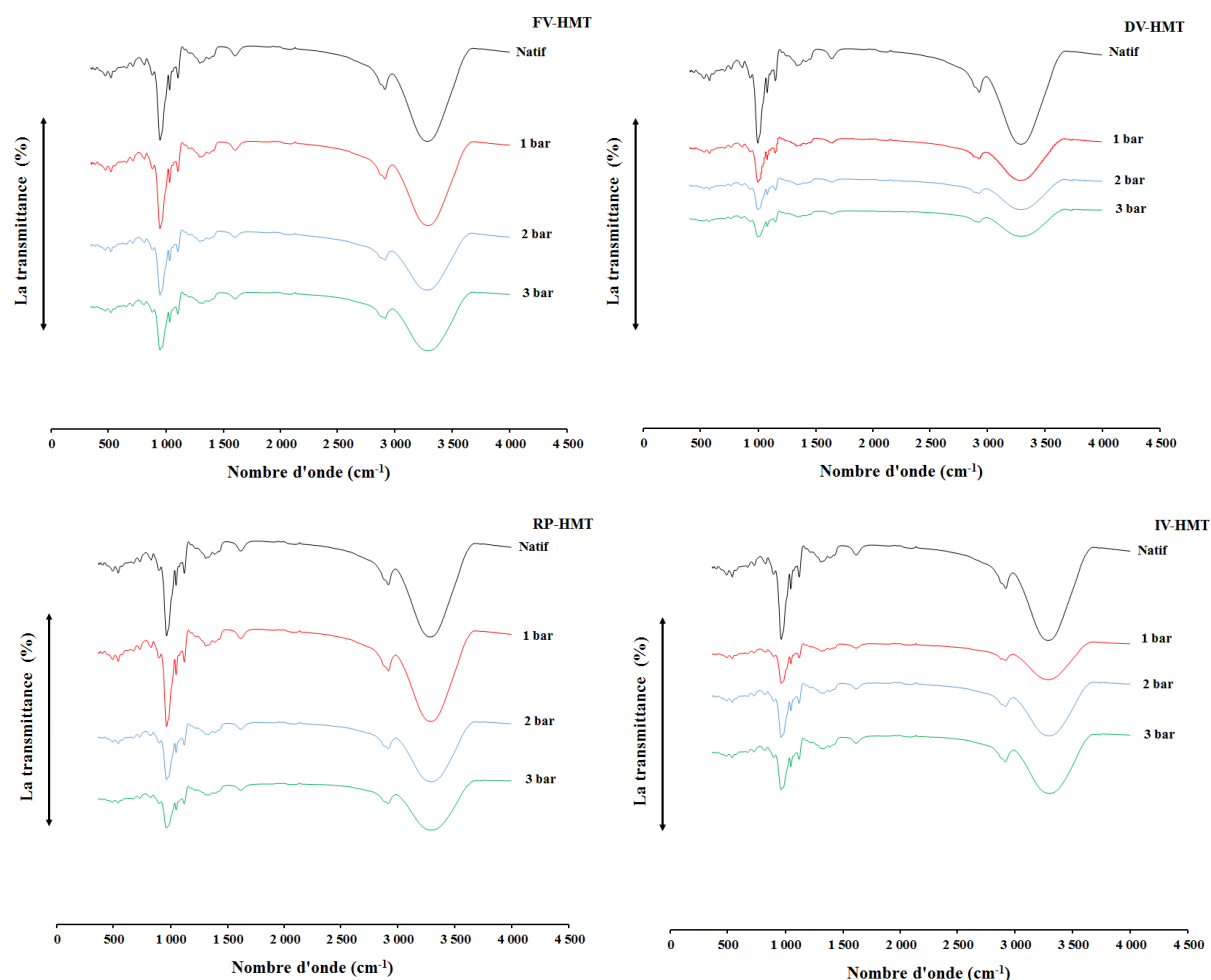 FV-HMT
Natif
1 bar
2 bar
3 bar
La transmittance (%)
0 500 1 000 1 500 2 000 2 500 3 000 3 500 4 000 4 500
Nombre d'onde (cm-1)
DV-HMT
Natif
1 bar
2 bar
3 bar
La transmittance (%)
0 500 1 000 1 500 2 000 2 500 3 000 3 500 4 000 4 500
Nombre d'onde (cm-1)
RP-HMT
Natif
1 bar
2 bar
3 bar
La transmittance (%)
0 500 1 000 1 500 2 000 2 500 3 000 3 500 4 000 4 500
Nombre d'onde (cm-1)
IV-HMT
Natif
1 bar
2 bar
3 bar
La transmittance (%)
0 500 1 000 1 500 2 000 2 500 3 000 3 500 4 000 4 500
Nombre d'onde (cm-1)